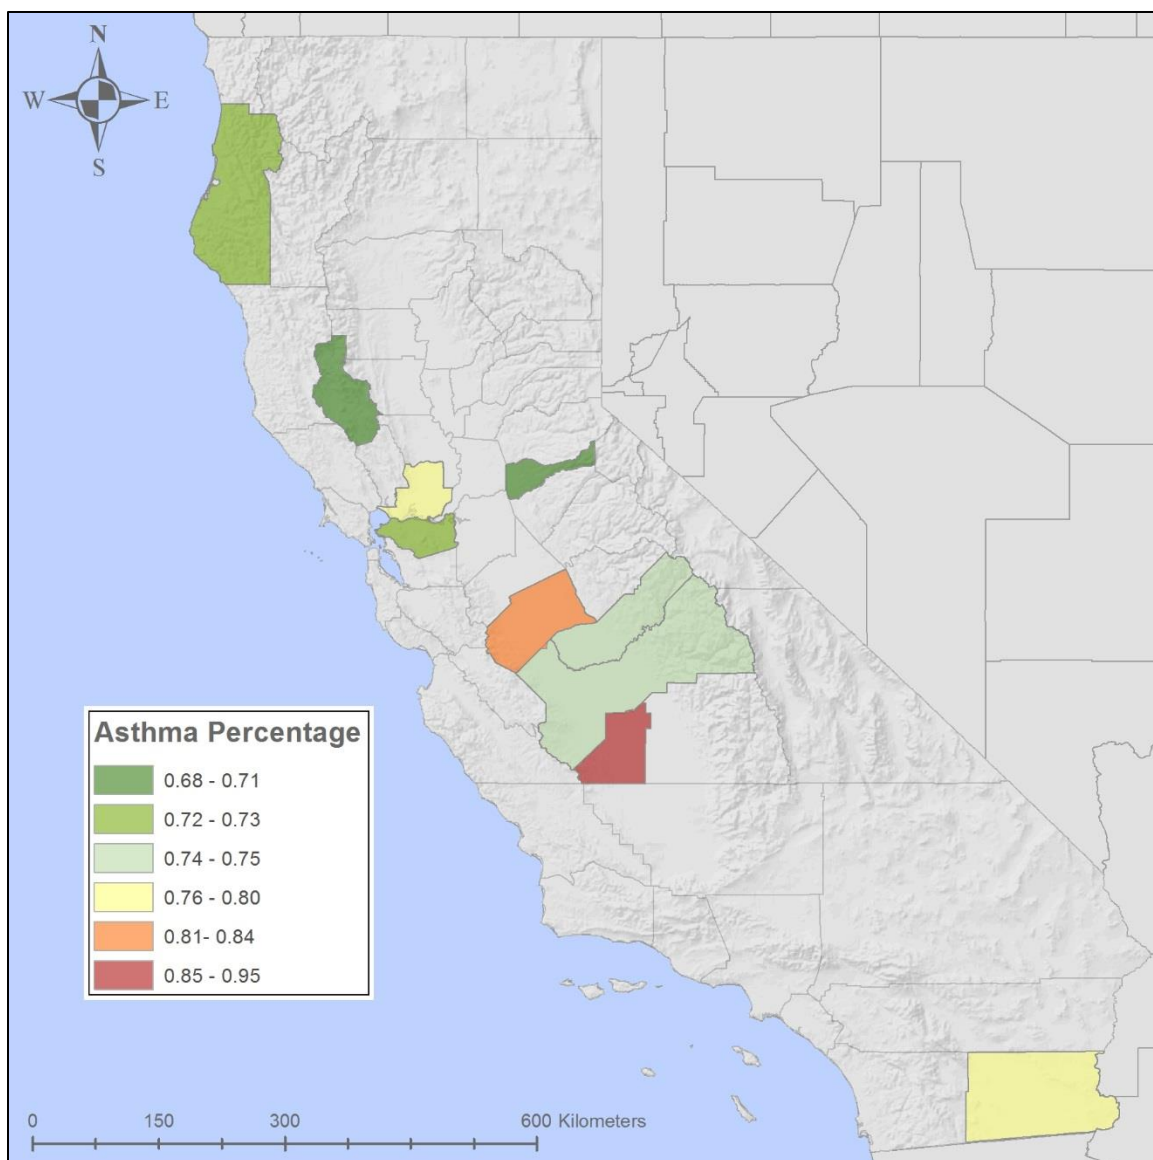 N
W E
S
Asthma Percentage
0.68 - 0.71
0.72 - 0.73
0.74 - 0.75
0.76 - 0.80
0.81- 0.84
0.85 - 0.95
0 150 300 600 Kilometers